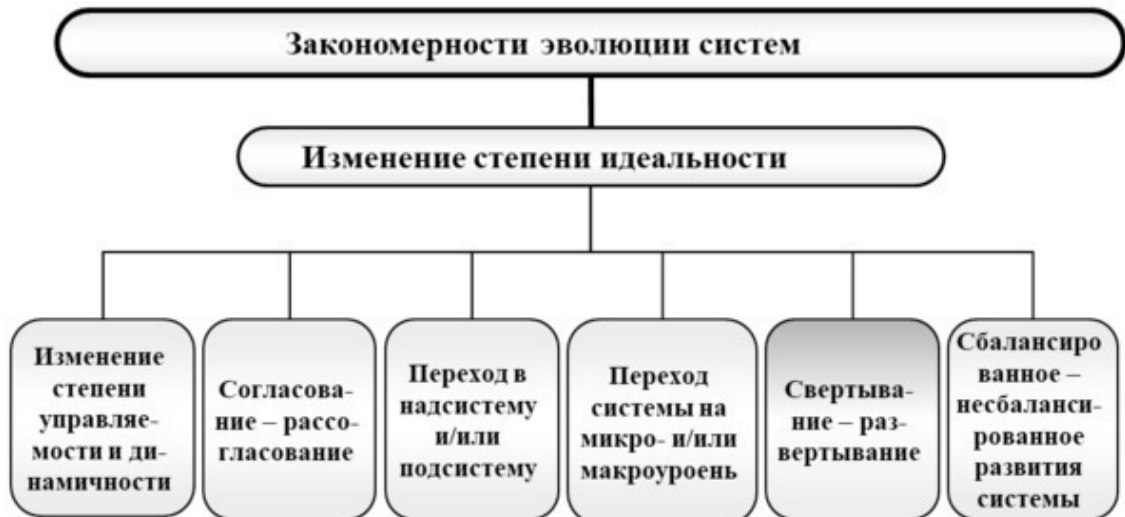 Закономерности эволюции систем
Изменение степени идеальности
Изменение
степени
управляе-
мости и ди-
намичности
Согласова-
ние – рассо-
гласование
Переход в
надсистему
и/или
подсистему
Переход
системы на
микро- и/или
макроуроень
Свертыва-
ние – раз-
вертывание
Сбалансиро
ванное –
несбаланси-
рованное
развития
системы